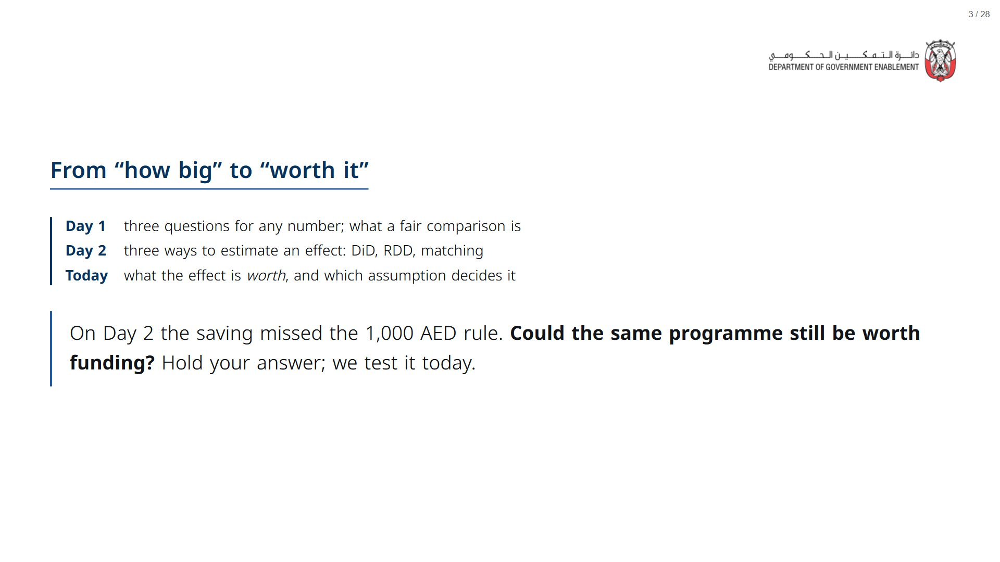 3 / 28
دائرة التمكين الحكومي
DEPARTMENT OF GOVERNMENT ENABLEMENT
From “how big” to “worth it”
Day 1 three questions for any number; what a fair comparison is
Day 2 three ways to estimate an effect: DiD, RDD, matching
Today what the effect is worth, and which assumption decides it
On Day 2 the saving missed the 1,000 AED rule. Could the same programme still be worth
funding? Hold your answer; we test it today.